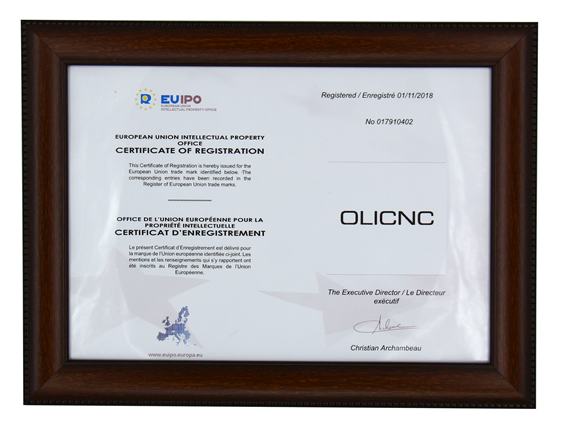 EUIPO
EUROPEAN UNION
INTELLECTUAL PROPERTY OFFICE
EUROPEAN UNION INTELLECTUAL PROPERTY
OFFICE
CERTIFICATE OF REGISTRATION
This Certificate of Registration is hereby issued for the
European Union trade mark identified below. The
corresponding entries have been recorded in the
Register of European Union trade marks.
OFFICE DE L'UNION EUROPÉENNE POUR LA
PROPRIÉTÉ INTELLECTUELLE
CERTIFICAT D'ENREGISTREMENT
Le présent Certificat d'Enregistrement est délivré pour
la marque de l'Union européenne identifiée ci-joint. Les
mentions et les renseignements qui s'y rapportent ont
été inscrits au Registre des Marques de l'Union
Européenne.
www.euipo.europa.eu
Registered / Enregistré 01/11/2018
No 017910402
OLICNC
The Executive Director / Le Directeur
exécutif
Christian Archambeau